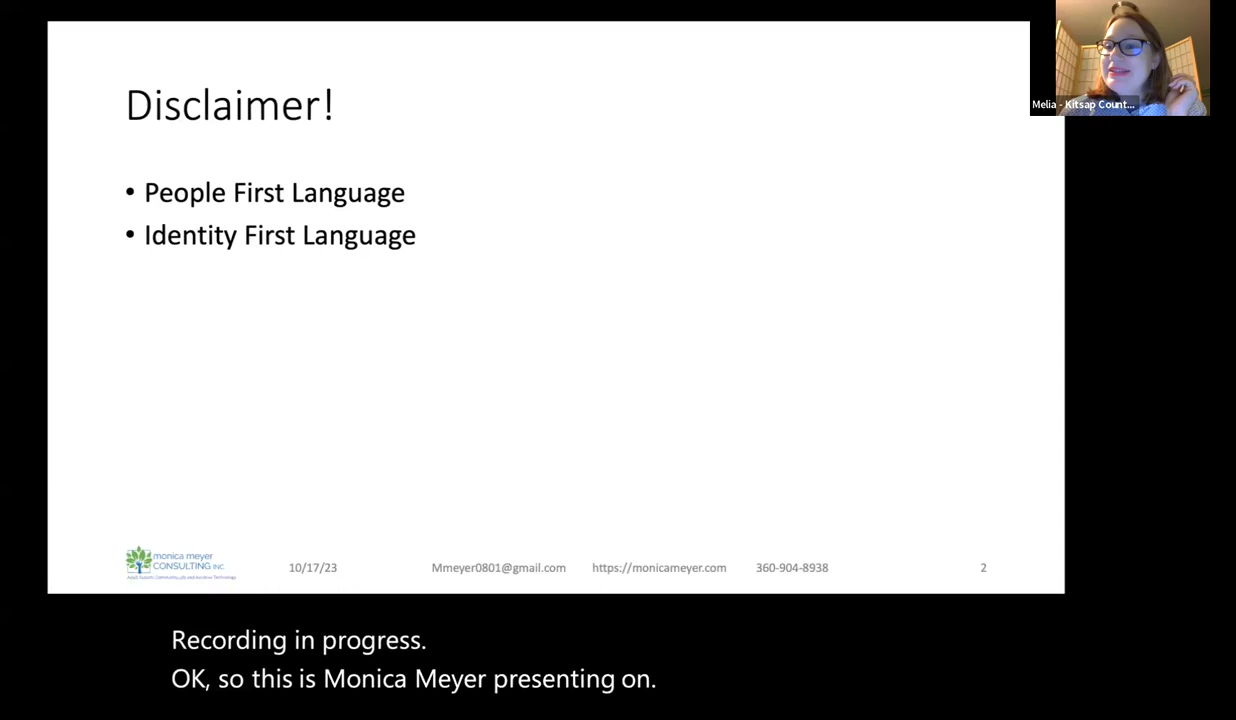 Disclaimer!
• People First Language
• Identity First Language
Melia - Kitsap Count...
monica meyer
CONSULTING INC.
10/17/23
Mmeyer0801@gmail.com
https://monicameyer.com
360-904-8938
2
Recording in progress.
OK, so this is Monica Meyer presenting on.